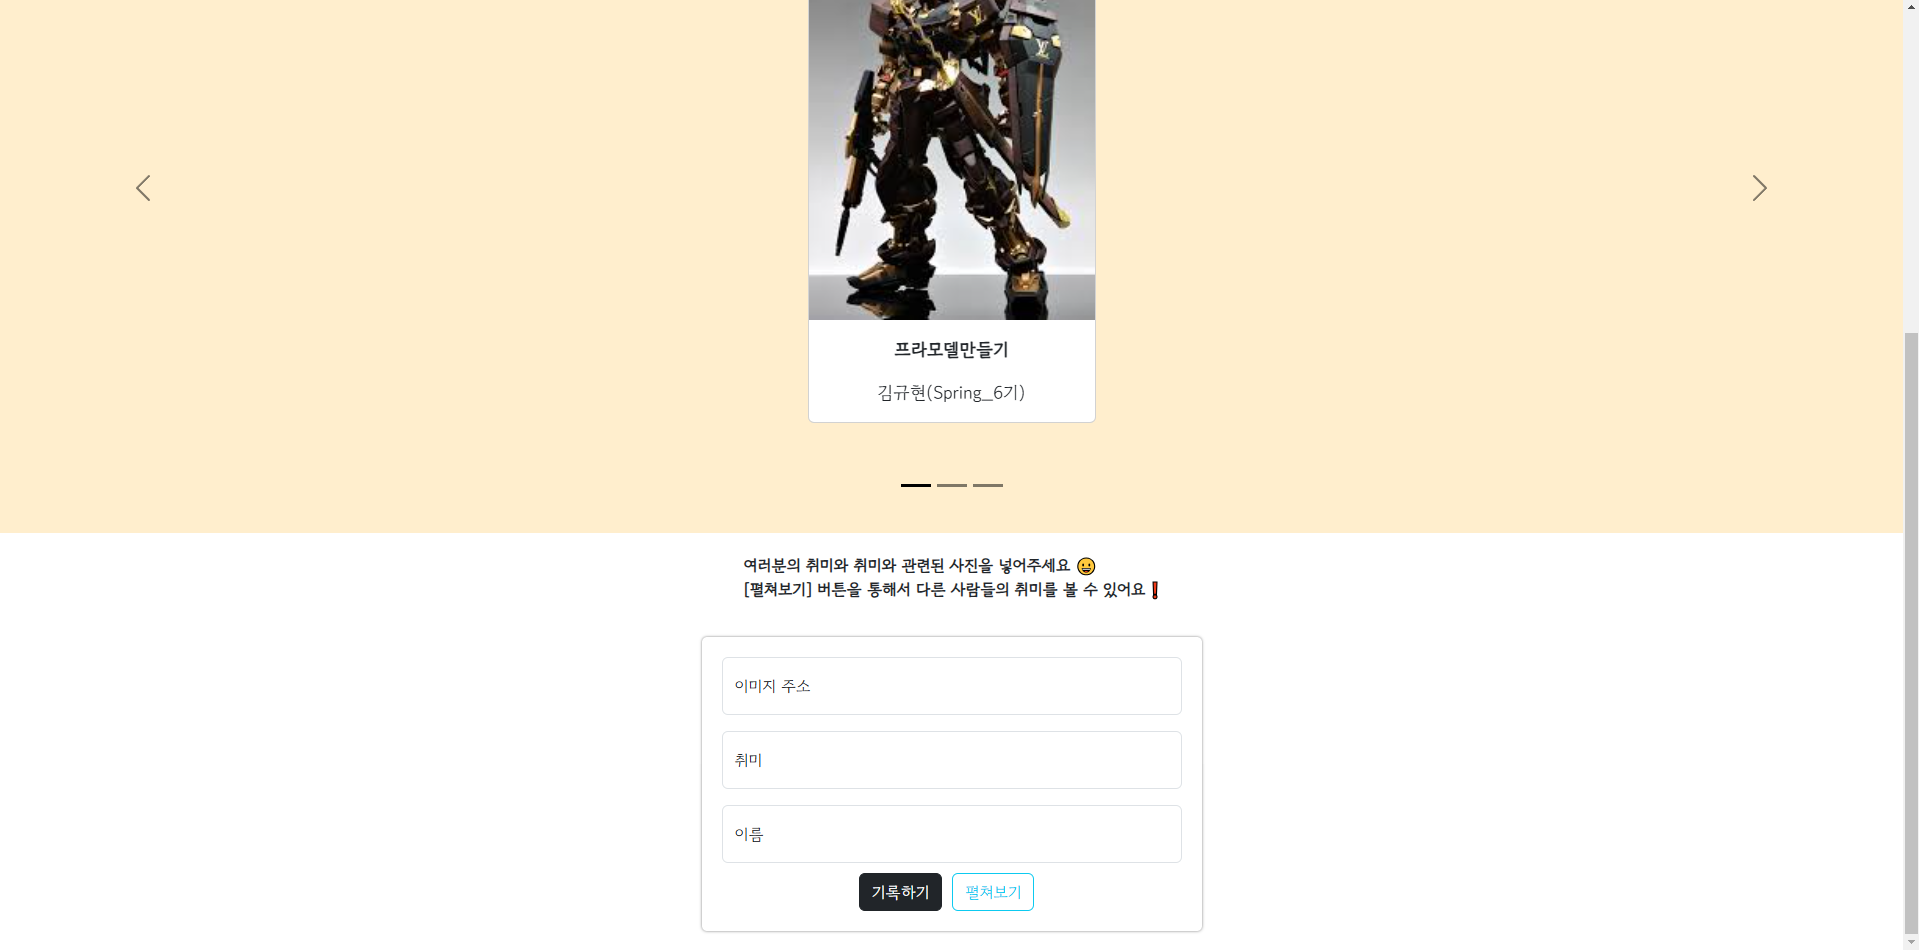 프라모델만들기
김규현(Spring_6기)
여러분의 취미와 취미와 관련된 사진을 넣어주세요 😀
[펼쳐보기] 버튼을 통해서 다른 사람들의 취미를 볼 수 있어요❗
이미지 주소
취미
이름
기록하기 펼쳐보기